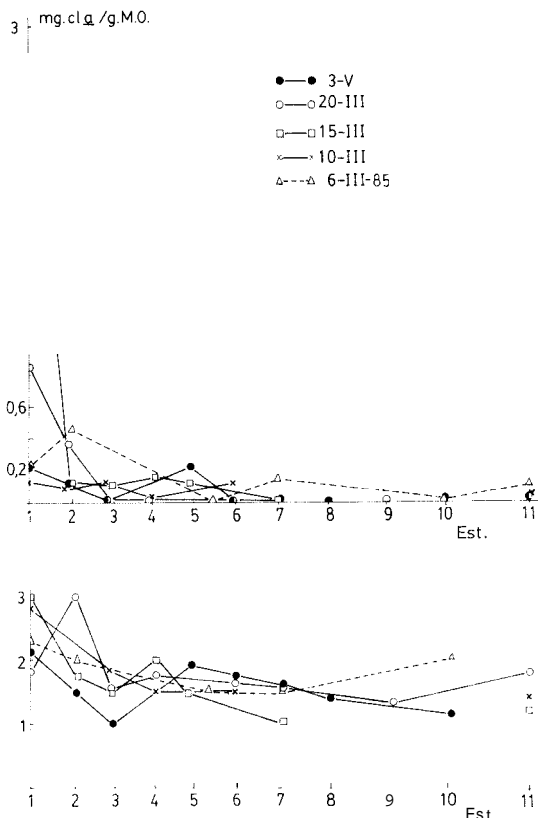 mg.cl a /g.M.O.
3
3-V
20-III
15-III
10-III
6-III-85
0,6
0,2
1 2 3 4 5 6 7 8 9 10 11
Est.
3
2
1
1 2 3 4 5 6 7 8 9 10 11
Est.